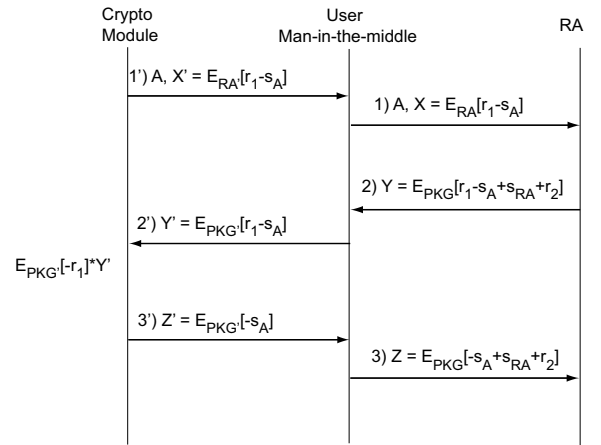 Crypto
Module
User
Man-in-the-middle
RA
1') A, X' = E_RA'[r_1-s_A]
1) A, X = E_RA[r_1-s_A]
2) Y = E_PKG[r_1-s_A+s_RA+r_2]
2') Y' = E_PKG'[r_1-s_A]
E_PKG'[-r_1]*Y'
3') Z' = E_PKG'[-s_A]
3) Z = E_PKG[-s_A+s_RA+r_2]